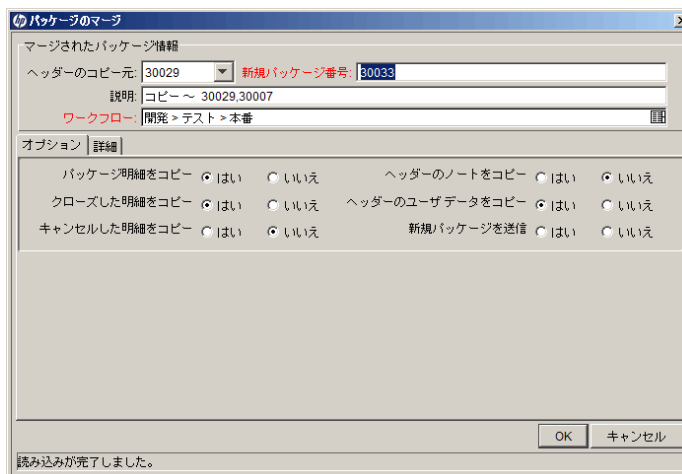 hp パッケージのマージ
マージされたパッケージ情報
ヘッダーのコピー元: 30029 新規パッケージ番号: 30033
説明: コピー ～ 30029,30007
ワークフロー: 開発 > テスト > 本番
オプション 詳細
パッケージ明細をコピー はい いいえ ヘッダーのノートをコピー はい いいえ
クローズした明細をコピー はい いいえ ヘッダーのユーザ データをコピー はい いいえ
キャンセルした明細をコピー はい いいえ 新規パッケージを送信 はい いいえ
OK キャンセル
読み込みが完了しました。